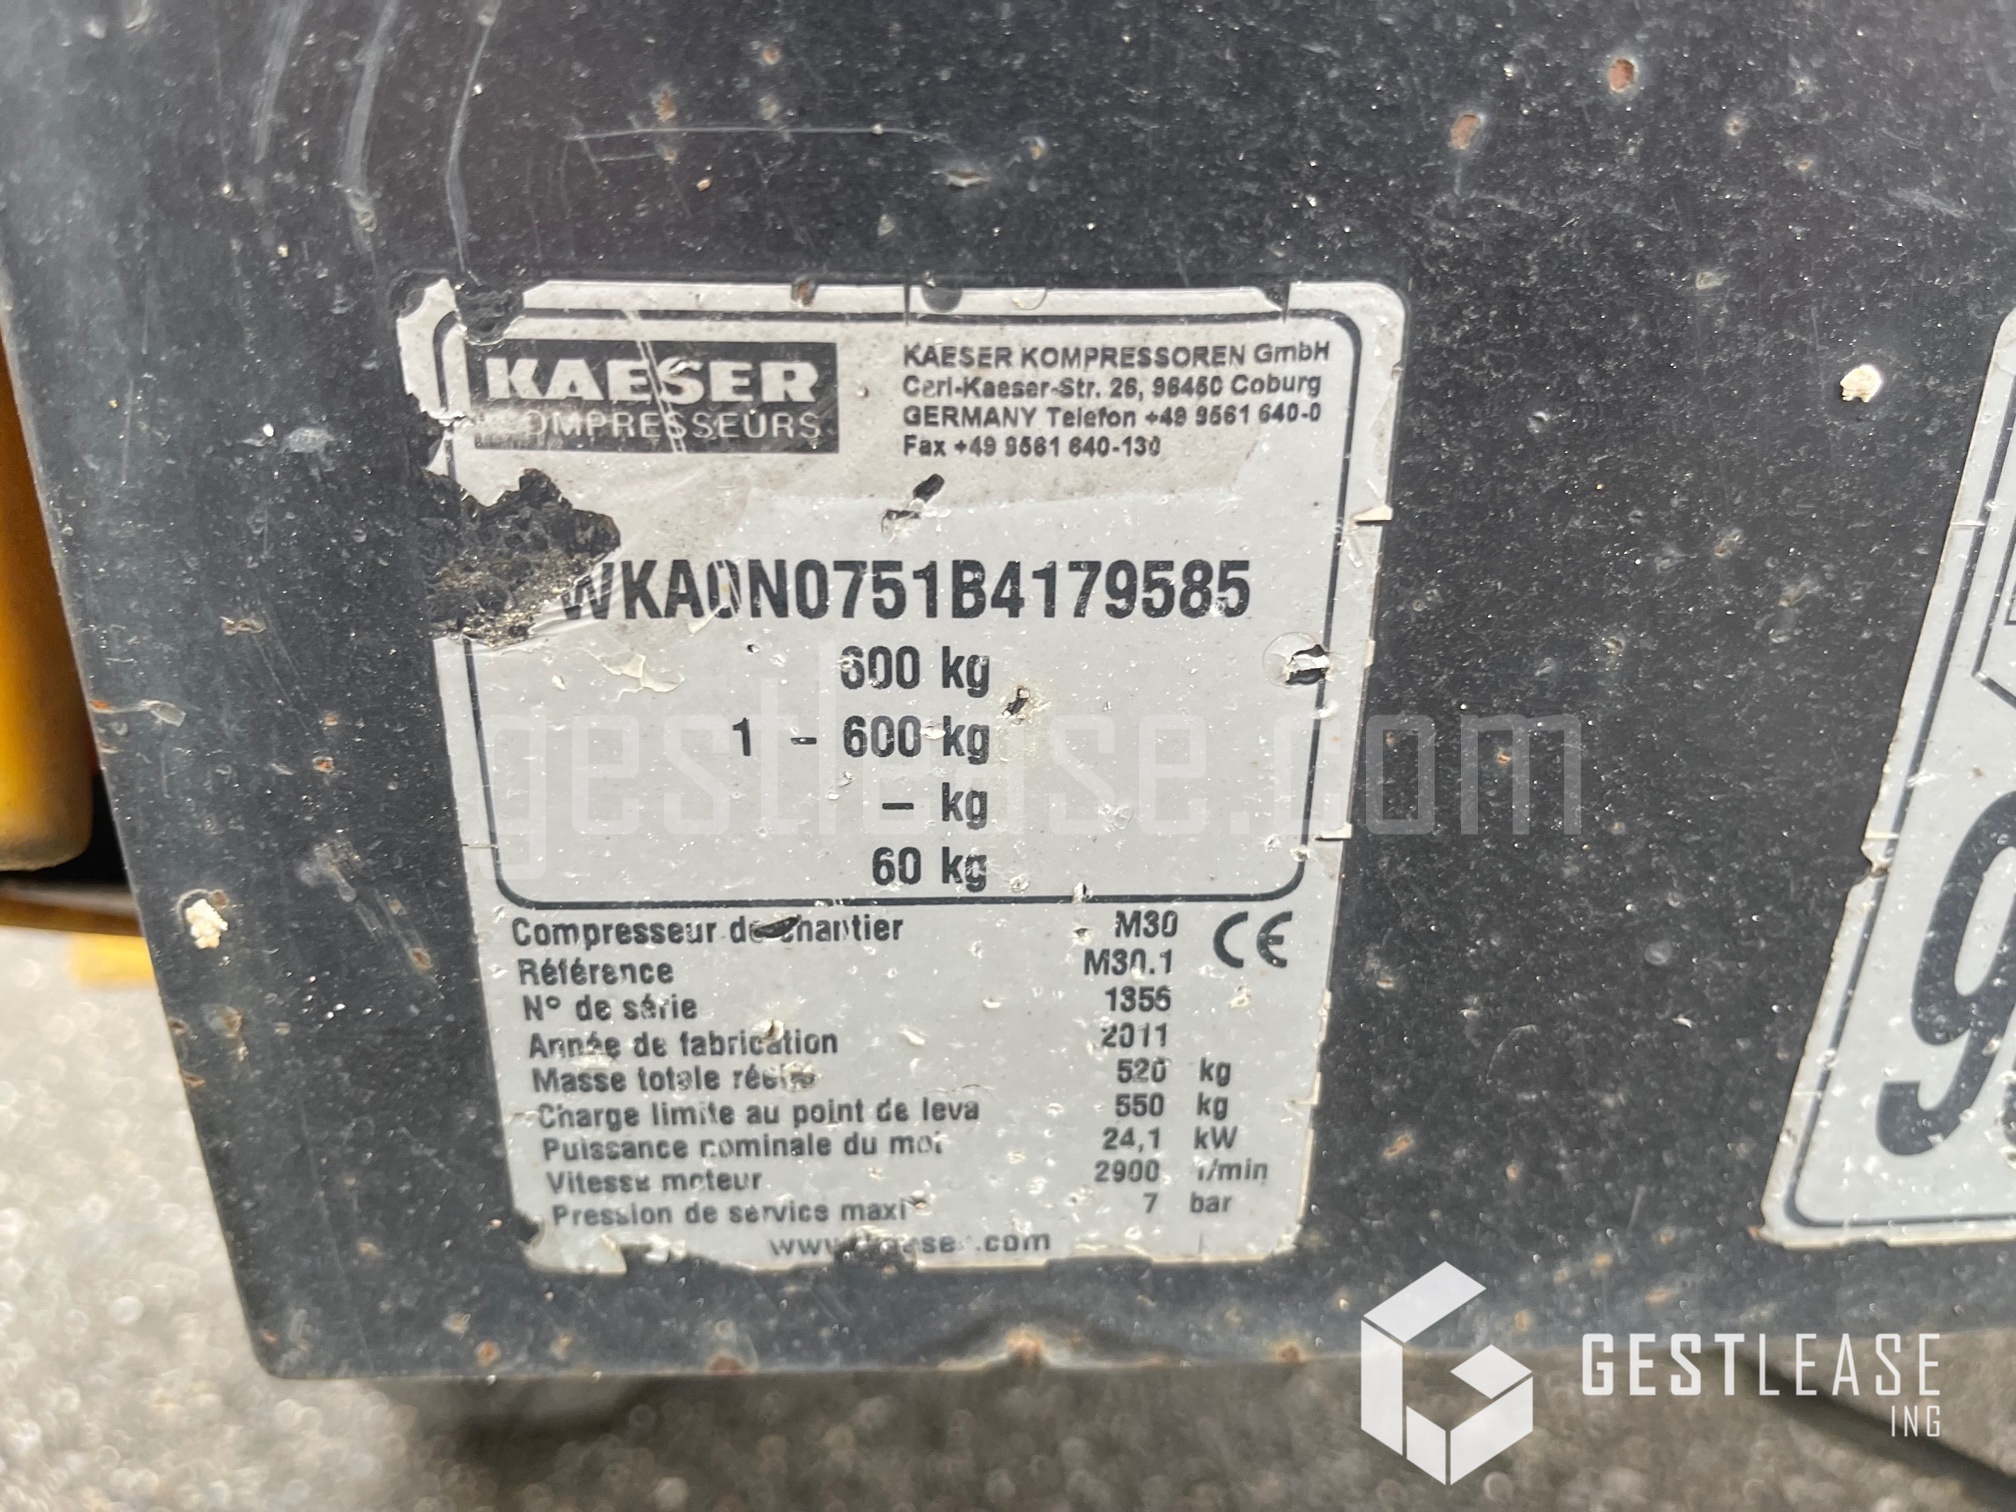 KAESER
COMPRESSEURS
KAESER KOMPRESSOREN GmbH
Carl-Kaeser-Str. 26, 96450 Coburg
GERMANY Telefon +49 9561 640-0
Fax +49 9561 640-130
WKA0N0751B4179585
600 kg
1 - 600 kg
- kg
60 kg
gestlease.com
Compresseur de chantier M30 CE
Référence M30.1
N° de série 1356
Année de fabrication 2011
Masse totale réelle 520 kg
Charge limite au point de leva 550 kg
Puissance nominale du mot 24,1 kW
Vitesse moteur 2900 1/min
Pression de service maxi 7 bar
www.kaeser.com
9
GESTLEASE
ING